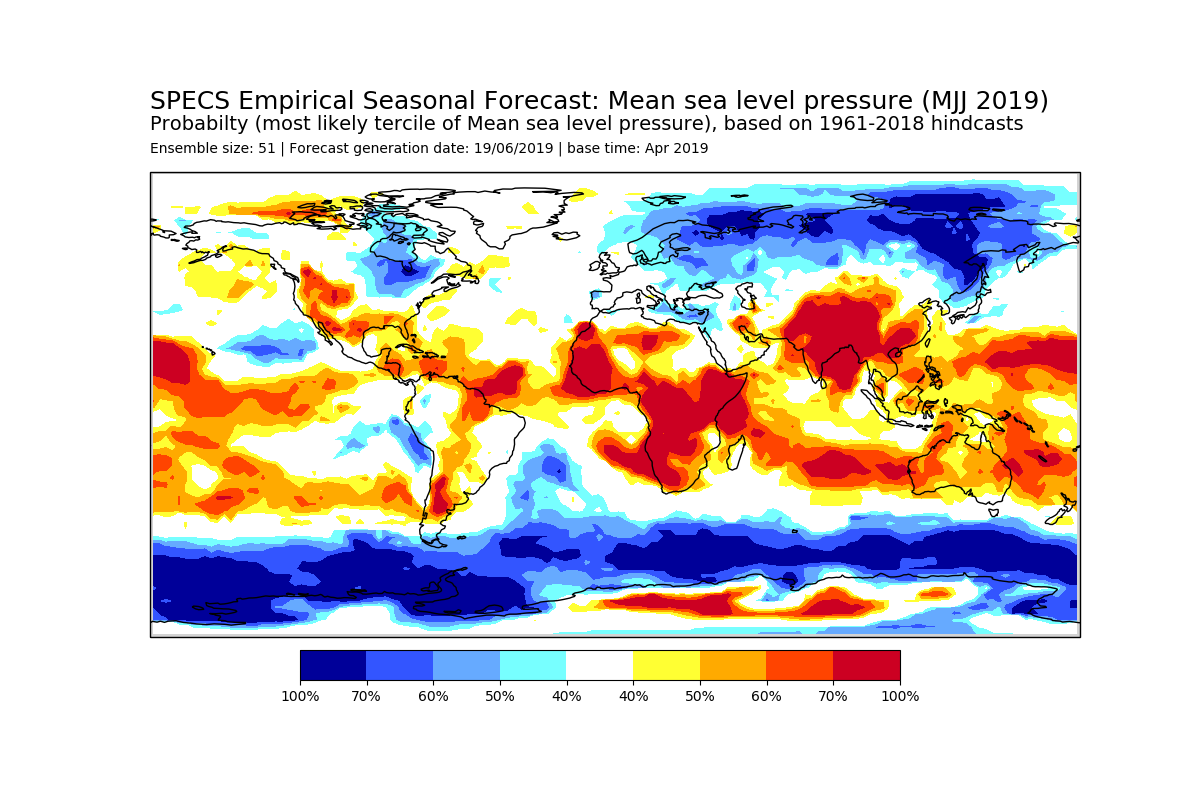 SPECS Empirical Seasonal Forecast: Mean sea level pressure (MJJ 2019)
Probabilty (most likely tercile of Mean sea level pressure), based on 1961-2018 hindcasts
Ensemble size: 51 | Forecast generation date: 19/06/2019 | base time: Apr 2019
100% 70% 60% 50% 40% 40% 50% 60% 70% 100%